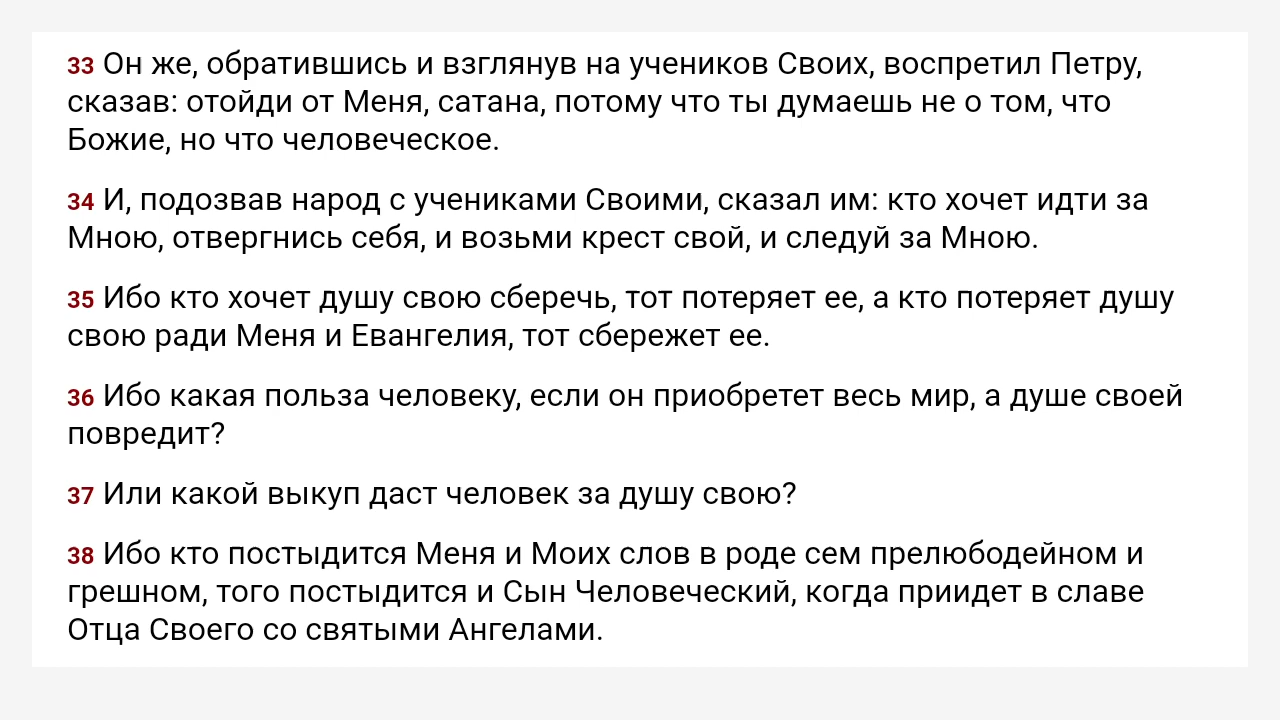 33 Он же, обратившись и взглянув на учеников Своих, воспретил Петру,
сказав: отойди от Меня, сатана, потому что ты думаешь не о том, что
Божие, но что человеческое.
34 И, подозвав народ с учениками Своими, сказал им: кто хочет идти за
Мною, отвергнись себя, и возьми крест свой, и следуй за Мною.
35 Ибо кто хочет душу свою сберечь, тот потеряет ее, а кто потеряет душу
свою ради Меня и Евангелия, тот сбережет ее.
36 Ибо какая польза человеку, если он приобретет весь мир, а душе своей
повредит?
37 Или какой выкуп даст человек за душу свою?
38 Ибо кто постыдится Меня и Моих слов в роде сем прелюбодейном и
грешном, того постыдится и Сын Человеческий, когда приидет в славе
Отца Своего со святыми Ангелами.